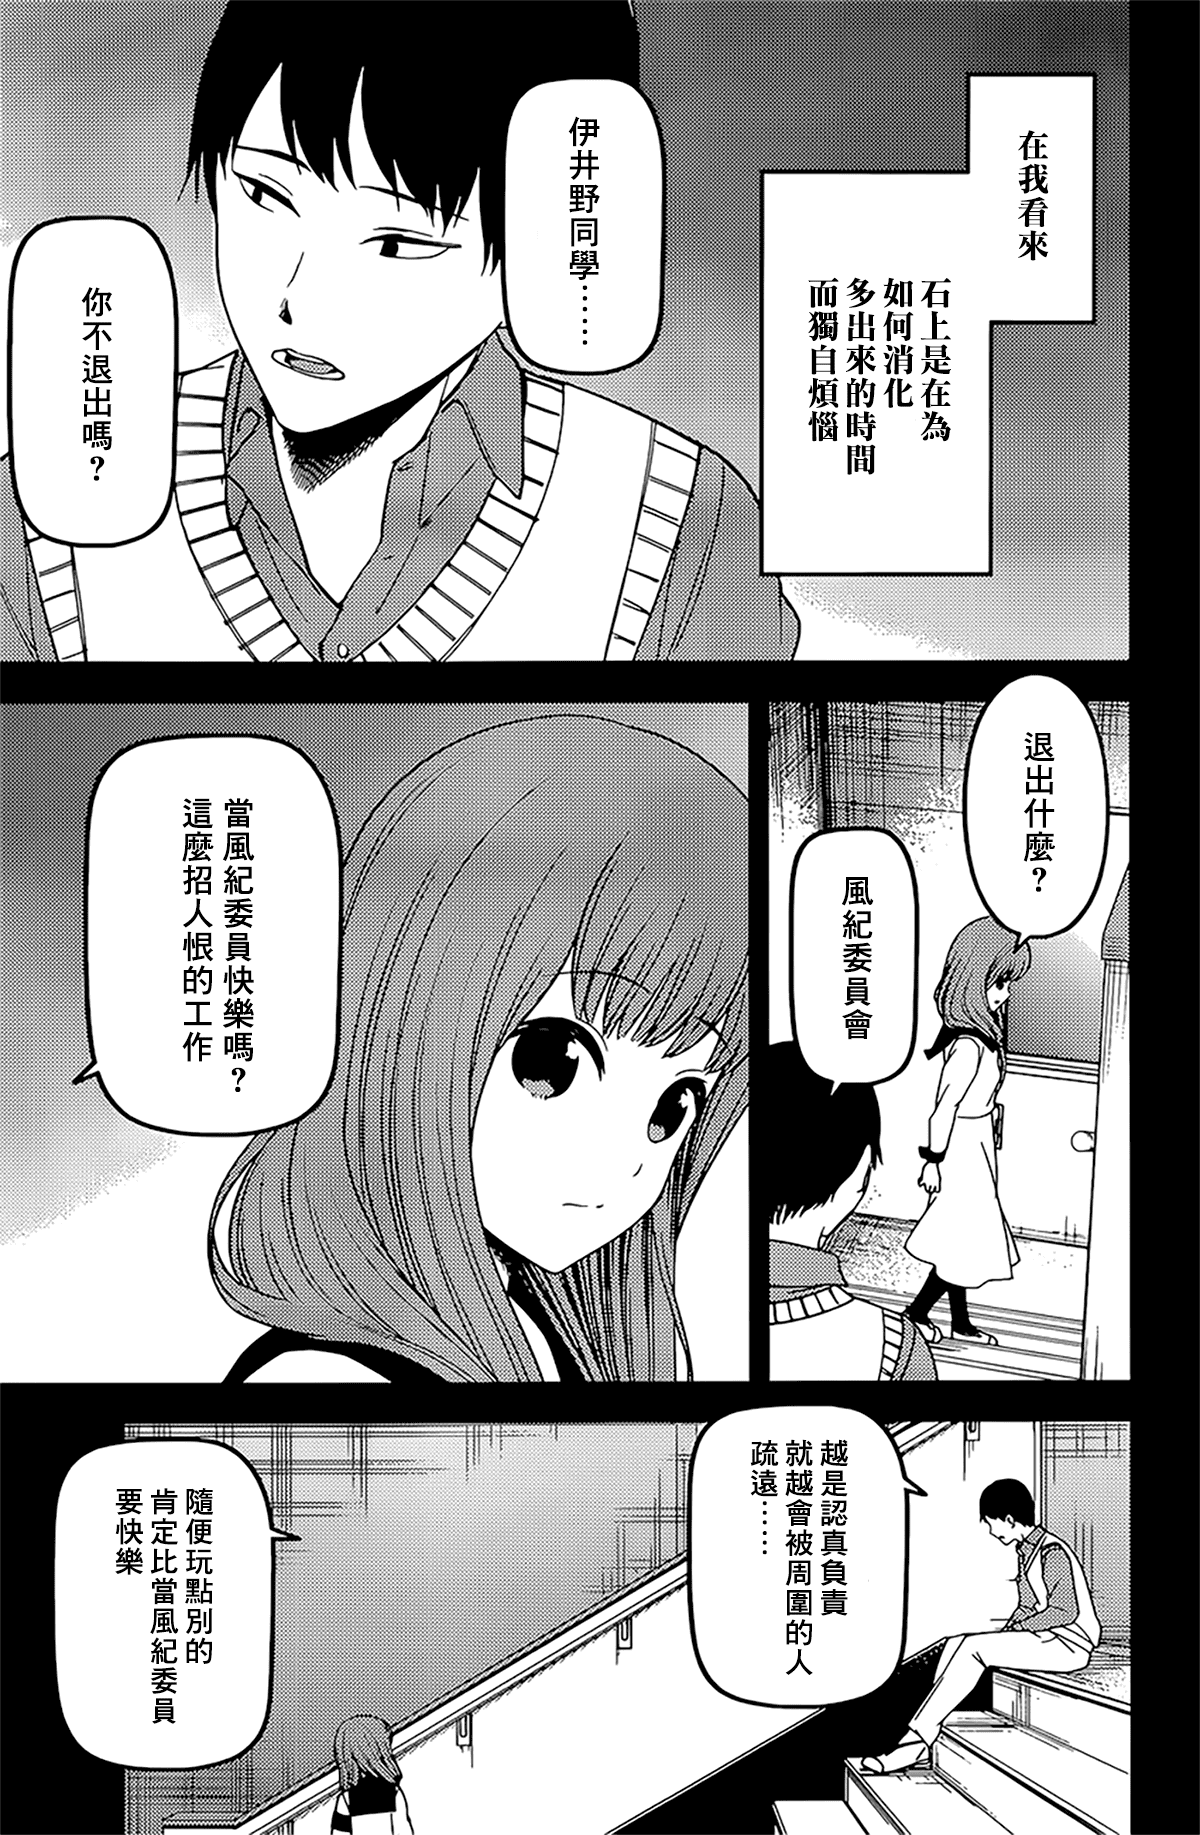 在我看來
石上是在為
如何消化
多出來的時間
而獨自煩惱
伊井野同學……
你不退出嗎?
退出什麼?
風紀委員會
當風紀委員快樂嗎?
這麼招人恨的工作
越是認真負責
就越會被周圍的人
疏遠……
隨便玩點別的
肯定比當風紀委員
要快樂